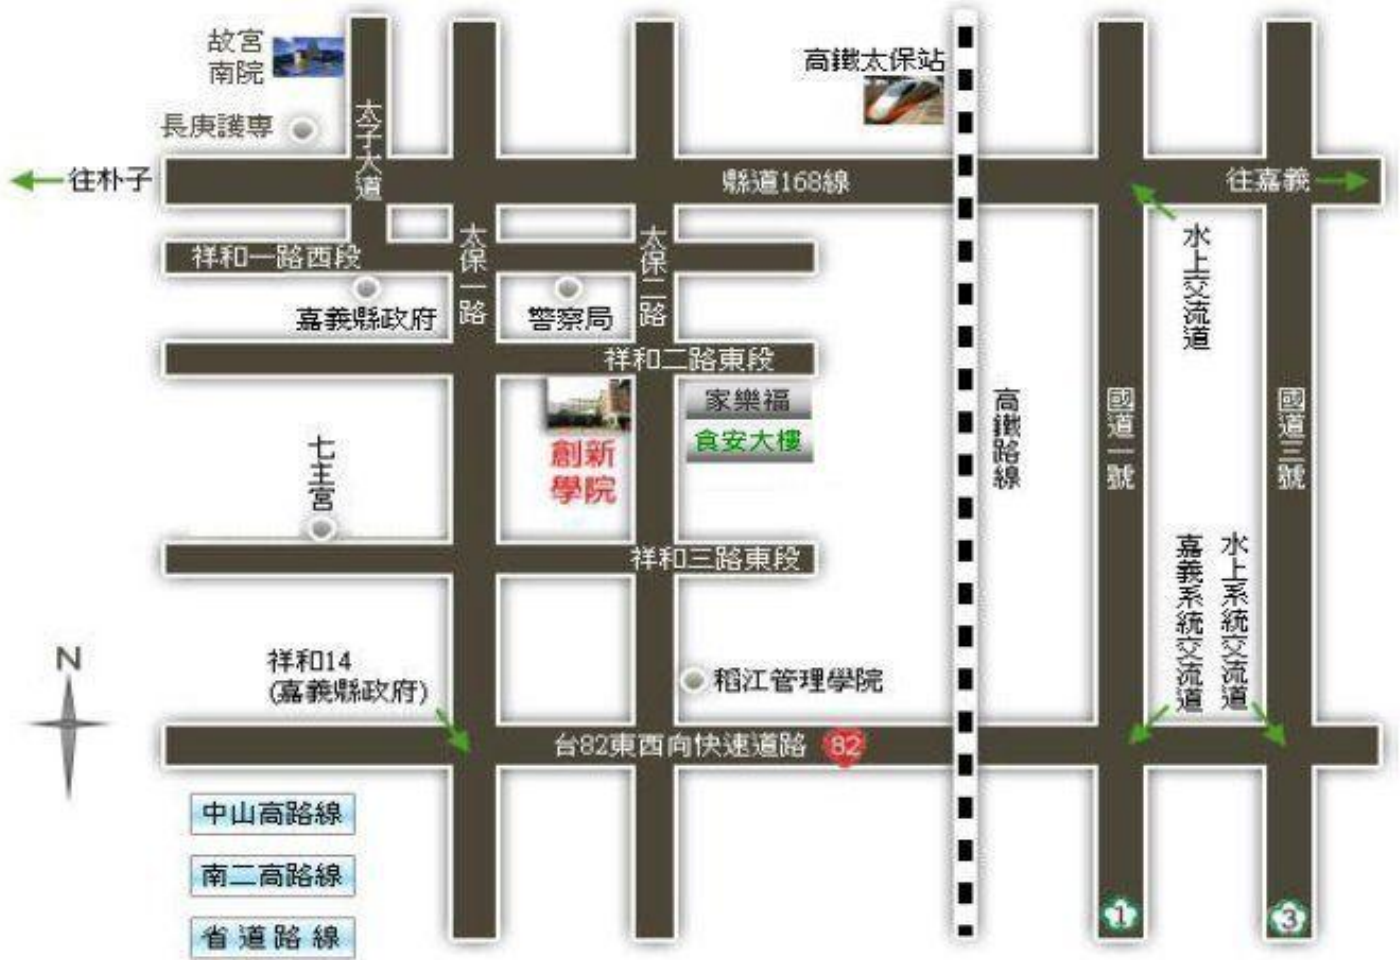 故宮
南院
長庚護專
太子大道
高鐵太保站
往朴子
縣道168線
往嘉義
水上交流道
祥和一路西段
太保一路
太保二路
嘉義縣政府
警察局
祥和二路東段
家樂福
食安大樓
創新
學院
高鐵路線
國道一號
國道三號
七主宮
祥和三路東段
嘉義系統交流道
水上系統交流道
N
祥和14
(嘉義縣政府)
稻江管理學院
台82東西向快速道路
82
中山高路線
南二高路線
省道路線
1
3